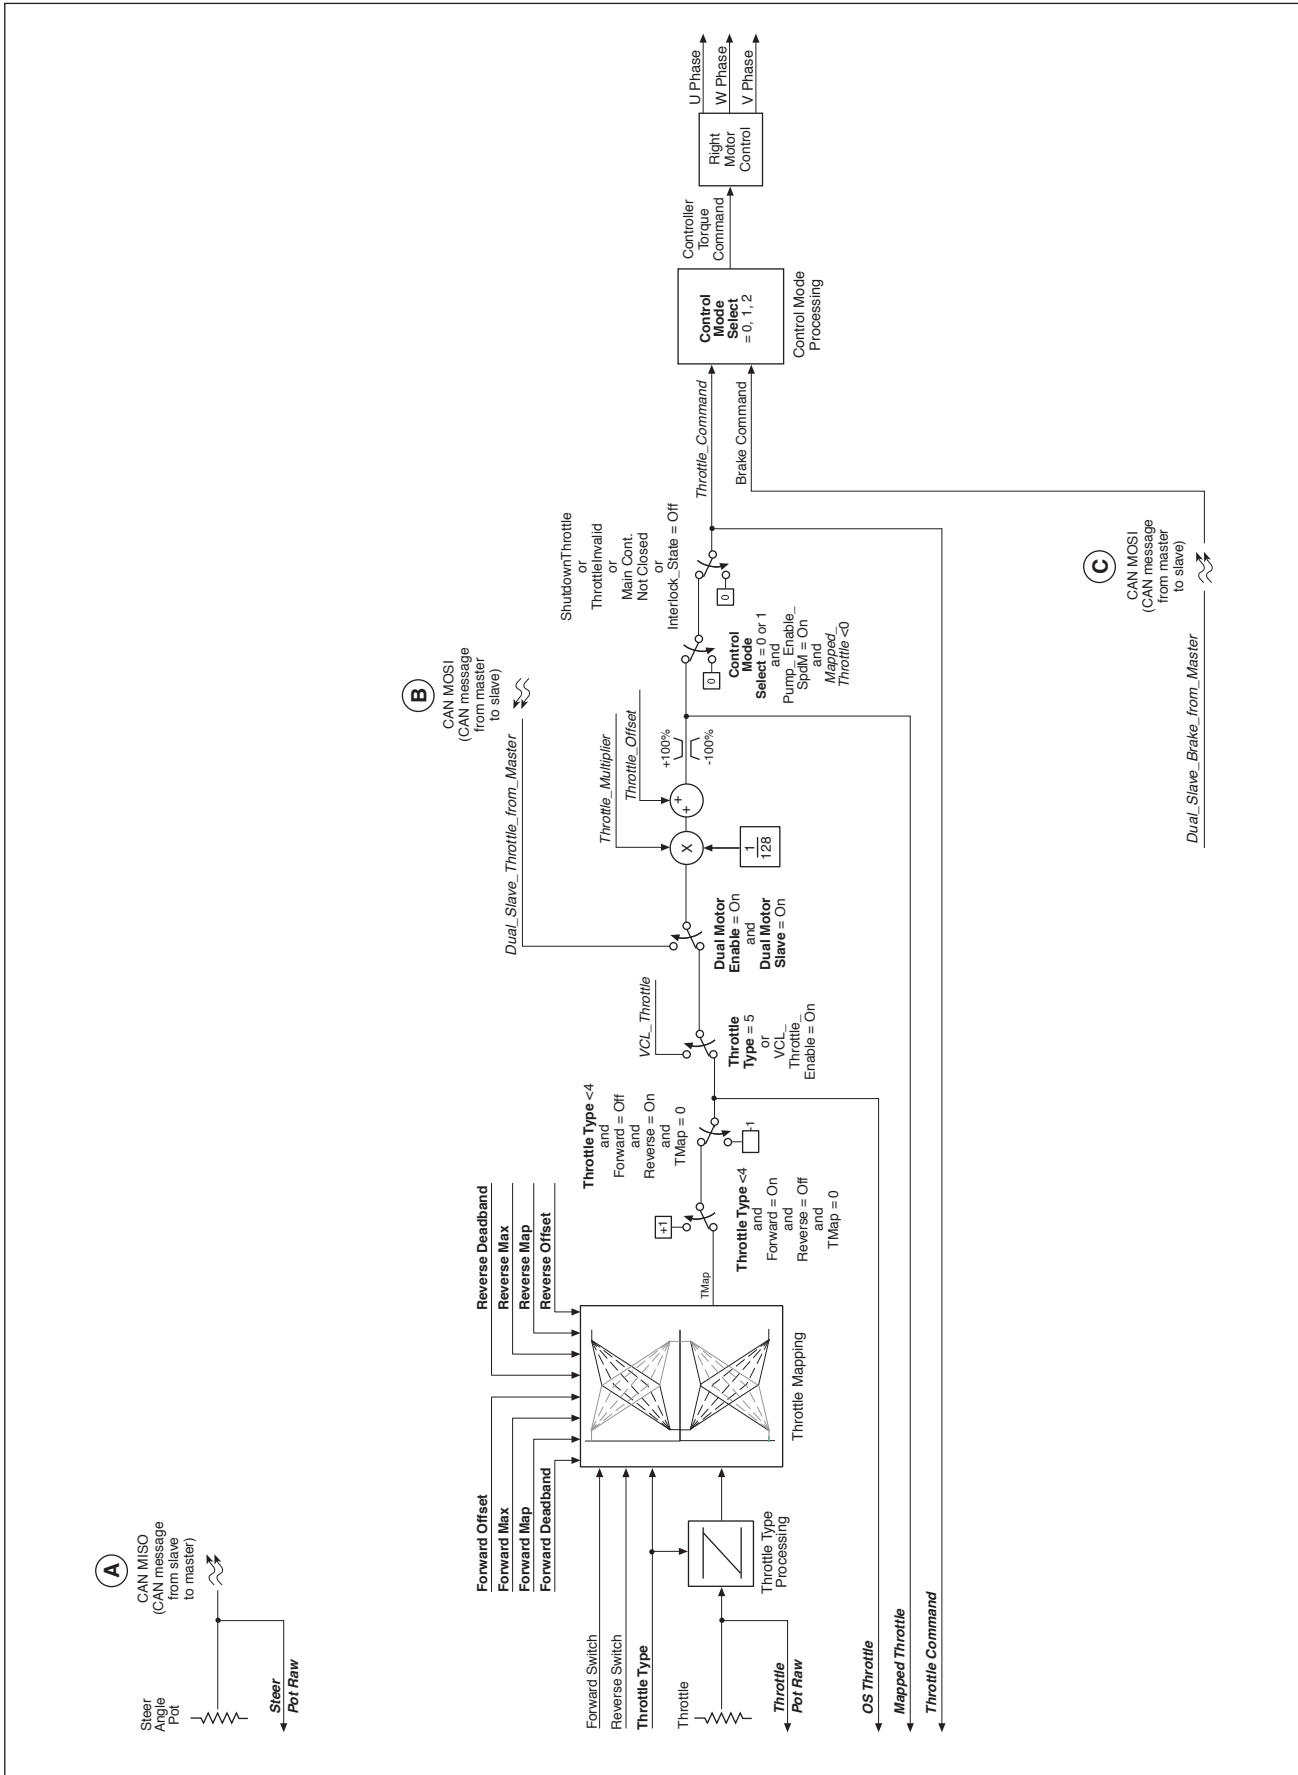 A
CAN MISO
(CAN message
from slave
to master)
Steer
Angle
Pot
Steer
Pot Raw
B
CAN MOSI
(CAN message
from master
to slave)
Dual_Slave_Throttle_from_Master
Forward Offset
Forward Max
Forward Map
Forward Deadband
Reverse Deadband
Reverse Max
Reverse Map
Reverse Offset
Forward Switch
Reverse Switch
Throttle Type
Throttle
Throttle
Pot Raw
Throttle Type
Processing
Throttle Mapping
TMap
+1
Throttle Type <4
and
Forward = On
and
Reverse = Off
and
TMap = 0
Throttle Type <4
and
Forward = Off
and
Reverse = On
and
TMap = 0
-1
VCL_Throttle
Throttle
Type = 5
or
VCL_
Throttle_
Enable = On
Dual Motor
Enable = On
and
Dual Motor
Slave = On
Throttle_Multiplier
Throttle_Offset
X
1
128
+
+
+100%
-100%
0
Control
Mode
Select = 0 or 1
and
Pump_ Enable_
SpdM = On
and
Mapped_
Throttle <0
ShutdownThrottle
or
ThrottleInvalid
or
Main Cont.
Not Closed
or
Interlock_State = Off
0
Throttle_Command
Brake Command
Control
Mode
Select
= 0, 1, 2
Control Mode
Processing
Controller
Torque
Command
Right
Motor
Control
U Phase
W Phase
V Phase
OS Throttle
Mapped Throttle
Throttle Command
C
CAN MOSI
(CAN message
from master
to slave)
Dual_Slave_Brake_from_Master